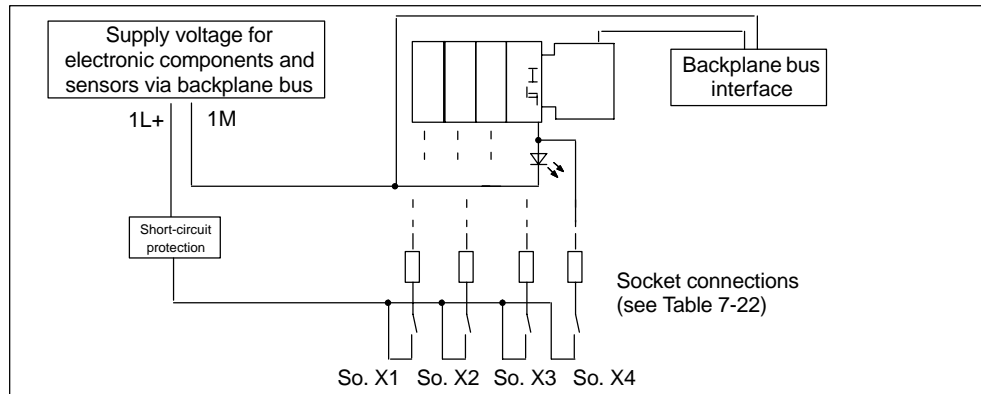 Supply voltage for
electronic components and
sensors via backplane bus
Backplane bus
interface
1L+
1M
Short-circuit
protection
Socket connections
(see Table 7-22)
So. X1 So. X2 So. X3 So. X4